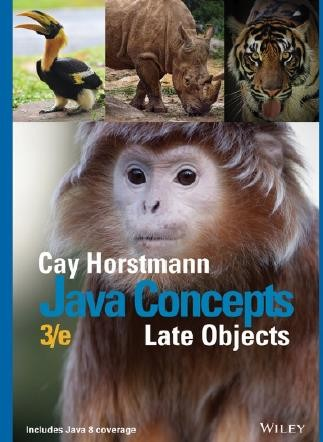 Cay Horstmann
Java Concepts
3/e Late Objects
Includes Java 8 coverage
WILEY